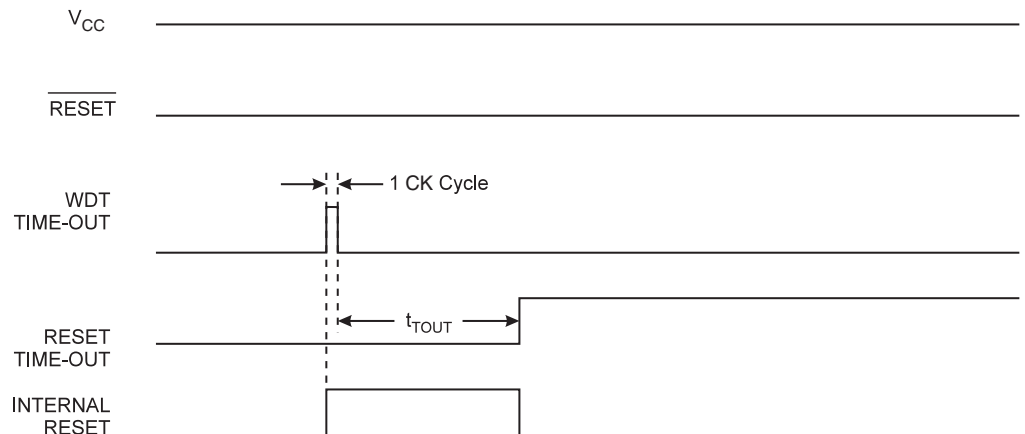 VCC
RESET
1 CK Cycle
WDT
TIME-OUT
tTOUT
RESET
TIME-OUT
INTERNAL
RESET